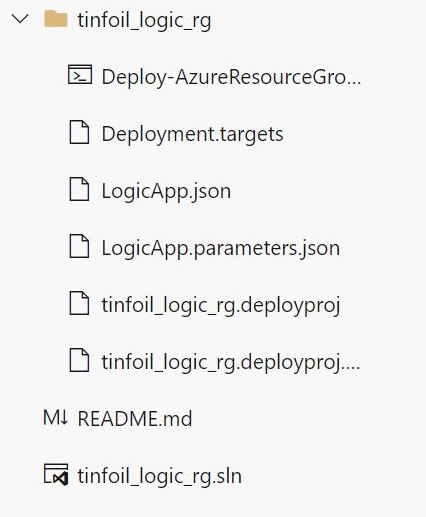 tinfoil_logic_rg
Deploy-AzureResourceGro...
Deployment.targets
LogicApp.json
LogicApp.parameters.json
tinfoil_logic_rg.deployproj
tinfoil_logic_rg.deployproj....
M↓ README.md
tinfoil_logic_rg.sln